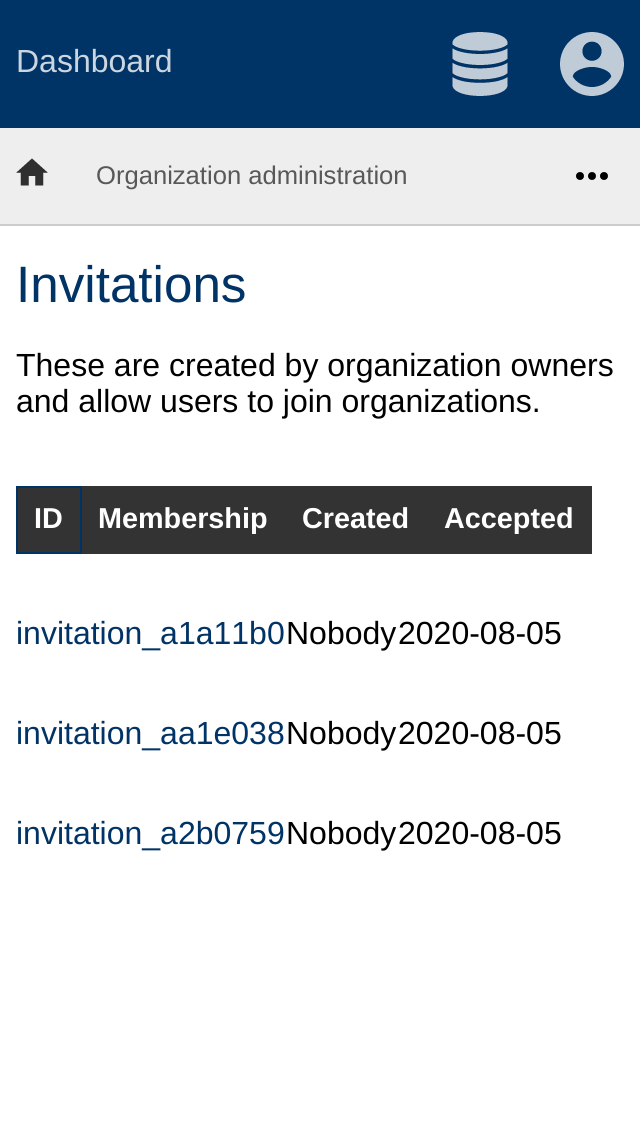 Dashboard
Organization administration
Invitations
These are created by organization owners
and allow users to join organizations.
ID Membership Created Accepted
invitation_a1a11b0 Nobody 2020-08-05
invitation_aa1e038 Nobody 2020-08-05
invitation_a2b0759 Nobody 2020-08-05